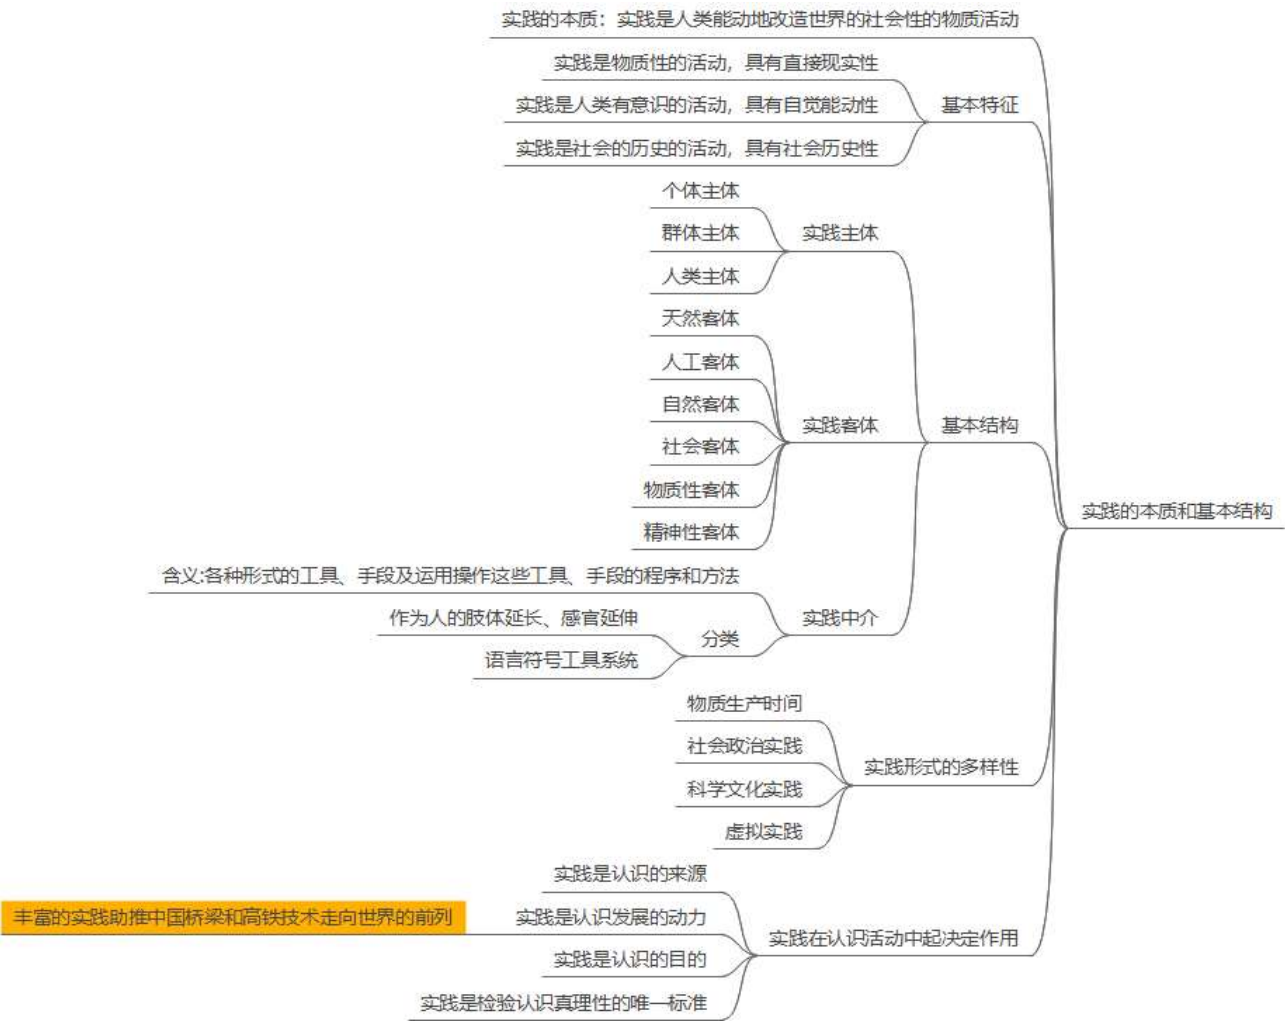 实践的本质：实践是人类能动地改造世界的社会性的物质活动
实践是物质性的活动，具有直接现实性
实践是人类有意识的活动，具有自觉能动性
基本特征
实践是社会的历史的活动，具有社会历史性
个体主体
群体主体
实践主体
人类主体
天然客体
人工客体
自然客体
实践客体
基本结构
社会客体
物质性客体
实践的本质和基本结构
精神性客体
含义:各种形式的工具、手段及运用操作这些工具、手段的程序和方法
作为人的肢体延长、感官延伸
实践中介
分类
语言符号工具系统
物质生产时间
社会政治实践
实践形式的多样性
科学文化实践
虚拟实践
实践是认识的来源
丰富的实践助推中国桥梁和高铁技术走向世界的前列
实践是认识发展的动力
实践在认识活动中起决定作用
实践是认识的目的
实践是检验认识真理性的唯一标准